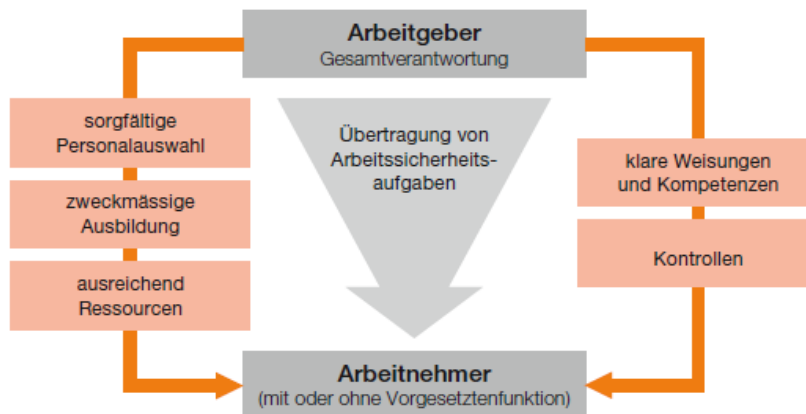 Arbeitgeber
Gesamtverantwortung
sorgfältige
Personalauswahl
zweckmässige
Ausbildung
ausreichend
Ressourcen
Übertragung von
Arbeitssicherheits-
aufgaben
klare Weisungen
und Kompetenzen
Kontrollen
Arbeitnehmer
(mit oder ohne Vorgesetztenfunktion)